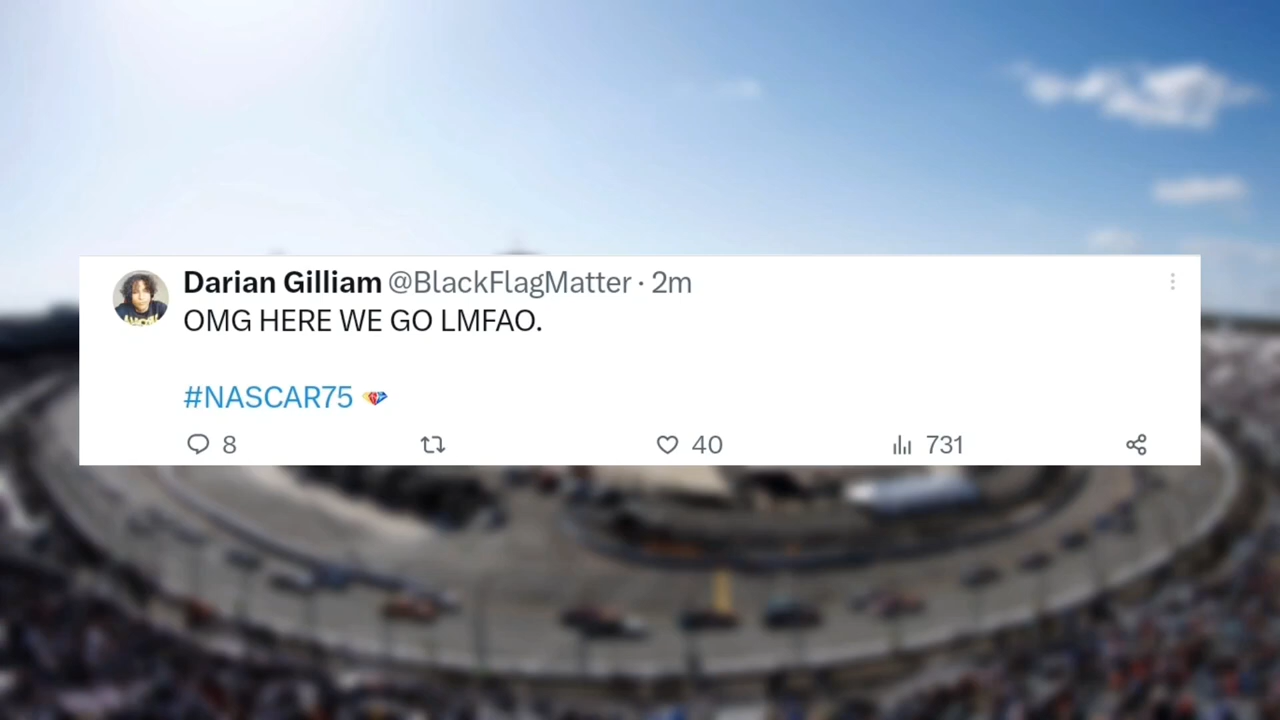 Darian Gilliam @BlackFlagMatter · 2m
OMG HERE WE GO LMFAO.
#NASCAR75
8 40 731